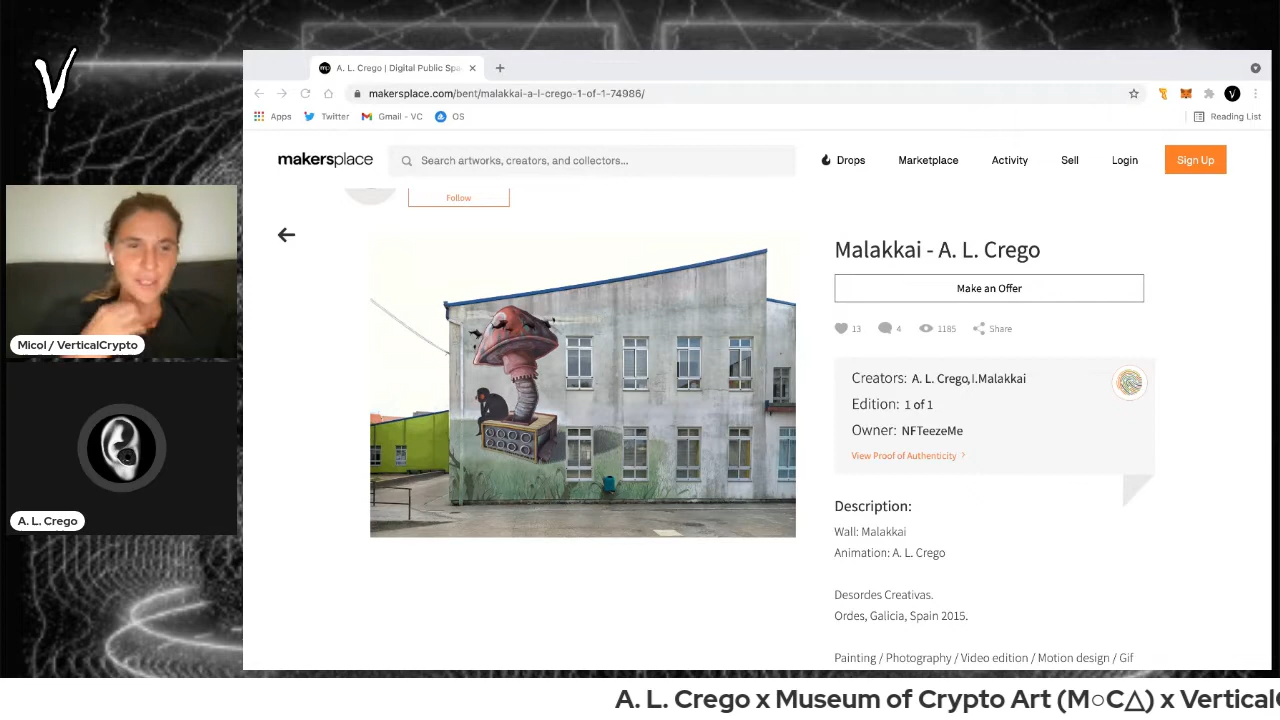 V
A. L. Crego | Digital Public Spa
makersplace.com/bent/malakkai-a-l-crego-1-of-1-74986/
Apps Twitter Gmail - VC OS Reading List
makersplace Search artworks, creators, and collectors... Drops Marketplace Activity Sell Login Sign Up
Follow
Malakkai - A. L. Crego
Make an Offer
13 4 1185 Share
Creators: A. L. Crego, I.Malakkai
Edition: 1 of 1
Owner: NFTeezeMe
View Proof of Authenticity
Description:
Wall: Malakkai
Animation: A. L. Crego
Desordes Creativas.
Ordes, Galicia, Spain 2015.
Painting / Photography / Video edition / Motion design / Gif
Micol / VerticalCrypto
A. L. Crego
A. L. Crego x Museum of Crypto Art (M○C△) x Vertical